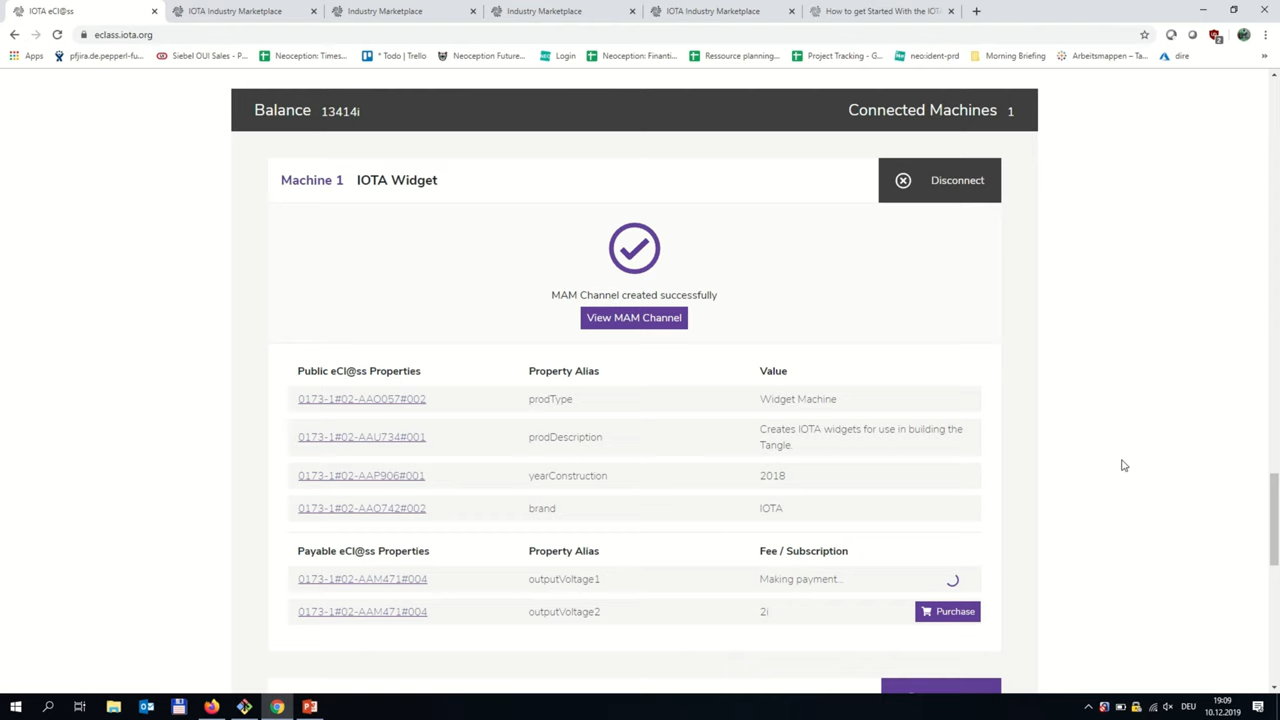 IOTA eCl@ss
IOTA Industry Marketplace
Industry Marketplace
Industry Marketplace
IOTA Industry Marketplace
How to get Started With the IOT
eclass.iota.org
Apps
pfjira.de.pepperl-fu...
Siebel OUI Sales - P...
Neoception: Times...
* Todo | Trello
Neoception Future...
Login
Neoception: Finanti...
Ressource planning...
Project Tracking - G...
neo:ident-prd
Morning Briefing
Arbeitsmappen – Ta...
dire
Balance 13414i
Connected Machines 1
Machine 1 IOTA Widget
Disconnect
MAM Channel created successfully
View MAM Channel
Public eCl@ss Properties Property Alias Value
0173-1#02-AAO057#002 prodType Widget Machine
0173-1#02-AAU734#001 prodDescription Creates IOTA widgets for use in building the
Tangle.
0173-1#02-AAP906#001 yearConstruction 2018
0173-1#02-AAO742#002 brand IOTA
Payable eCl@ss Properties Property Alias Fee / Subscription
0173-1#02-AAM471#004 outputVoltage1 Making payment...
0173-1#02-AAM471#004 outputVoltage2 2i Purchase
DEU
19:09
10.12.2019